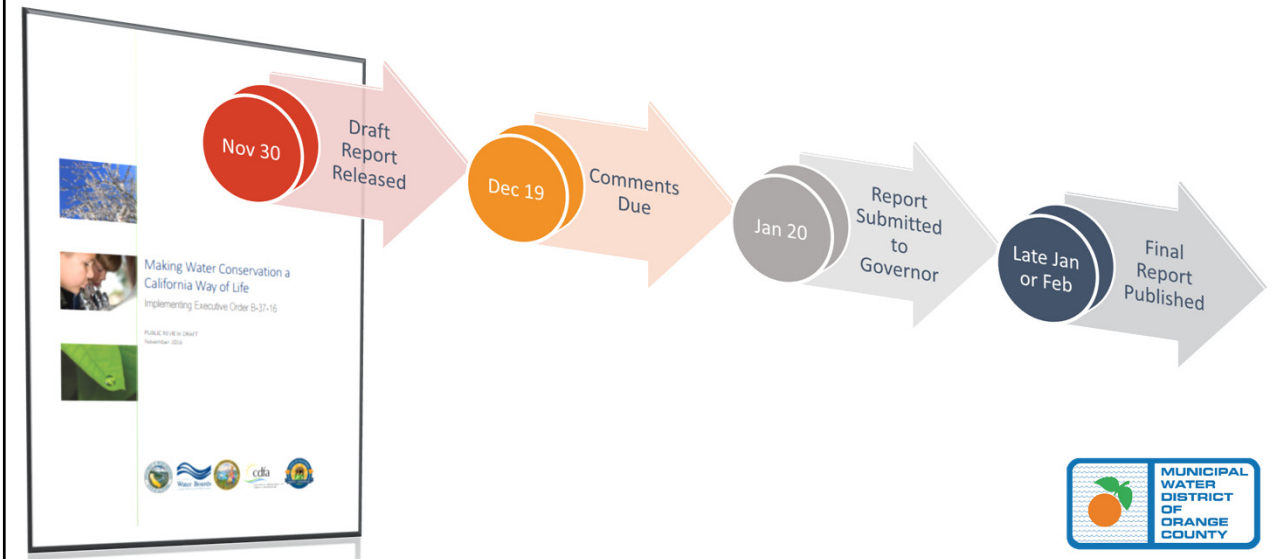 Making Water Conservation a
California Way of Life
Implementing Executive Order B-37-16
PUBLIC REVIEW DRAFT
November 2016
Water Boards
cdfa
Nov 30
Draft
Report
Released
Dec 19
Comments
Due
Jan 20
Report
Submitted
to
Governor
Late Jan
or Feb
Final
Report
Published
MUNICIPAL
WATER
DISTRICT
OF
ORANGE
COUNTY